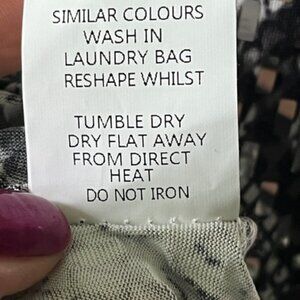 SIMILAR COLOURS
WASH IN
LAUNDRY BAG
RESHAPE WHILST
TUMBLE DRY
DRY FLAT AWAY
FROM DIRECT
HEAT
DO NOT IRON